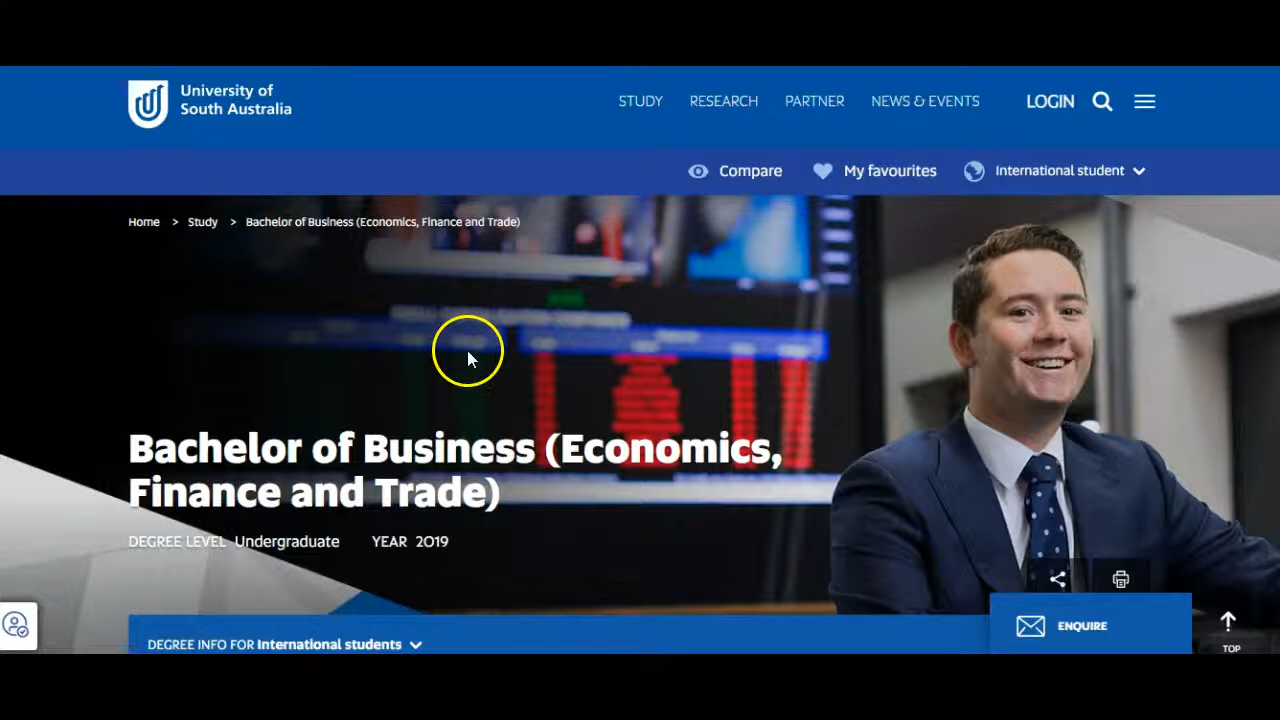 University of
South Australia
STUDY RESEARCH PARTNER NEWS & EVENTS LOGIN
Compare My favourites International student
Home > Study > Bachelor of Business (Economics, Finance and Trade)
Bachelor of Business (Economics,
Finance and Trade)
DEGREE LEVEL Undergraduate YEAR 2019
ENQUIRE
DEGREE INFO FOR International students
TOP